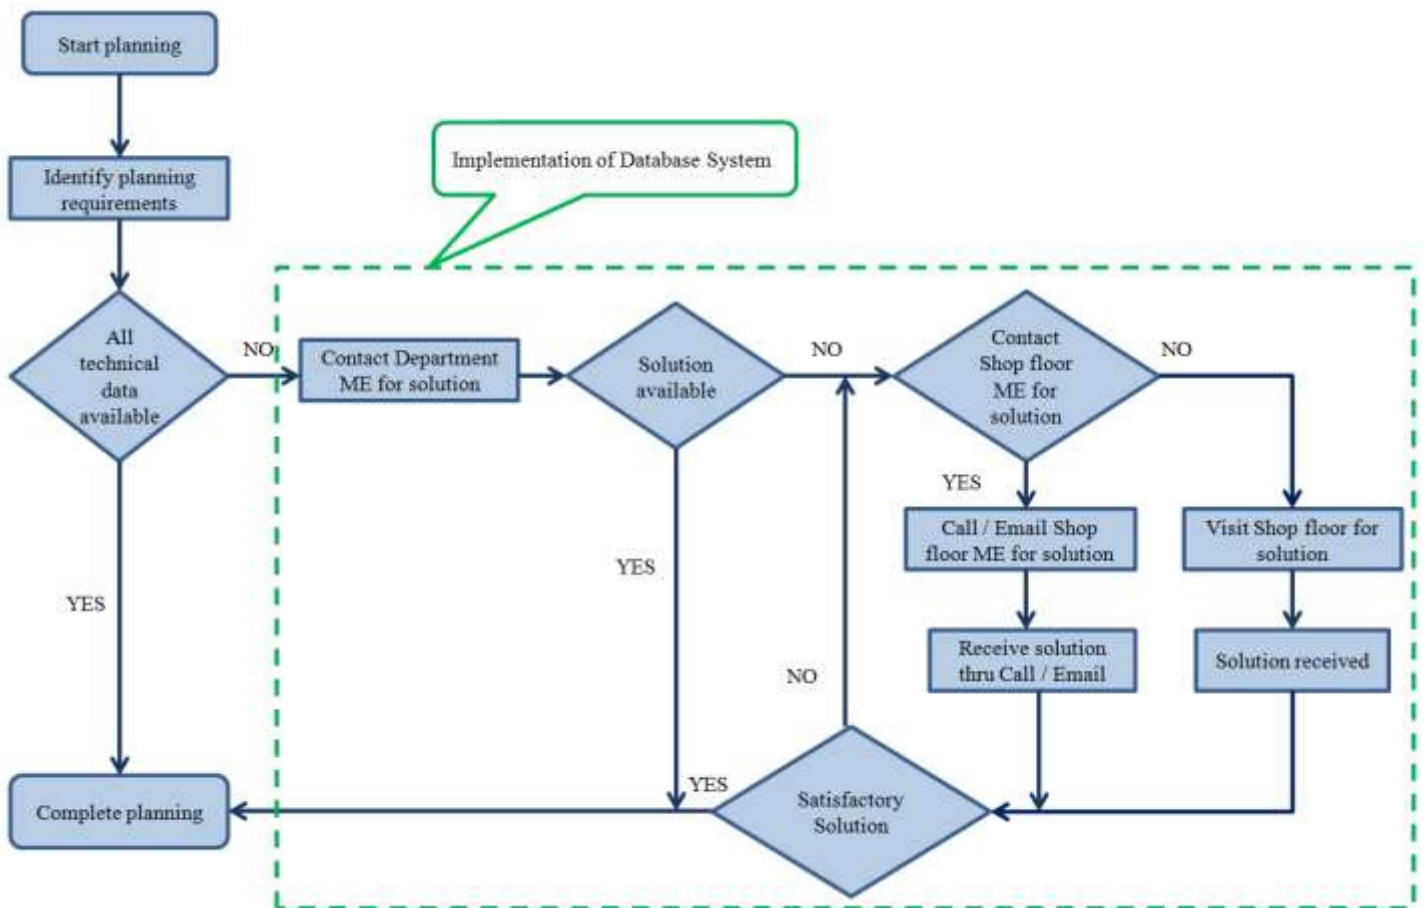 Start planning
Implementation of Database System
Identify planning
requirements
All
technical
data
available
NO
Contact Department
ME for solution
Solution
available
NO
Contact
Shop floor
ME for
solution
NO
YES
Call / Email Shop
floor ME for solution
Visit Shop floor for
solution
YES
YES
Receive solution
thru Call / Email
Solution received
NO
YES
Complete planning
Satisfactory
Solution